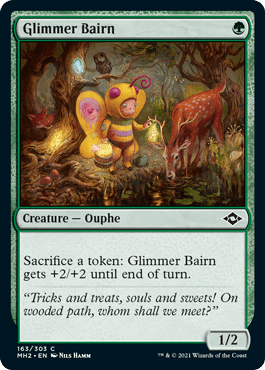 Glimmer Bairn
Creature — Ouphe
Sacrifice a token: Glimmer Bairn
gets +2/+2 until end of turn.
“Tricks and treats, souls and sweets! On
wooded path, whom shall we meet?”
1/2
163/303 C
MH2 • EN Nils Hamm
™ & © 2021 Wizards of the Coast